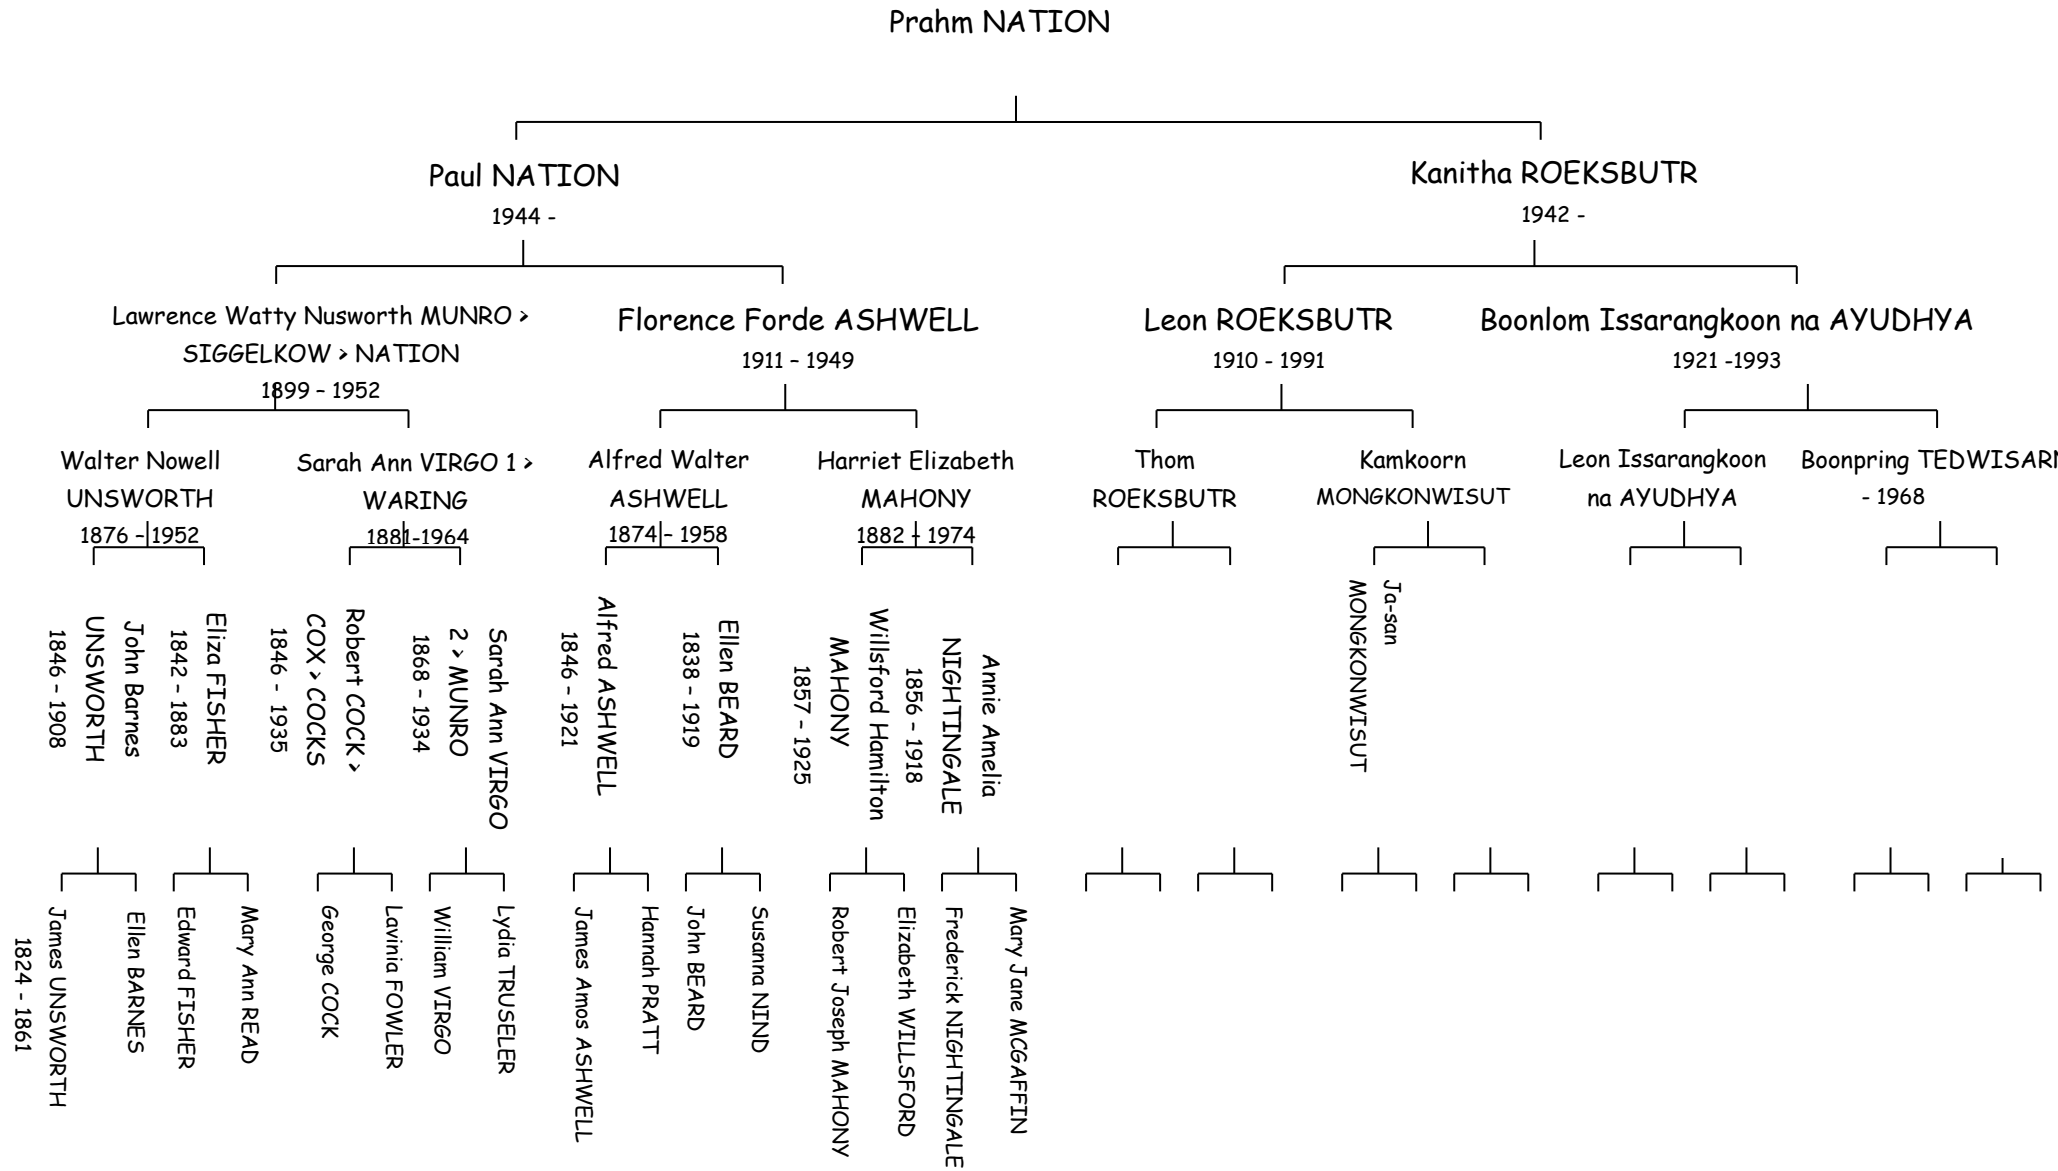 Prahm NATION
Paul NATION
1944 -
Kanitha ROEKSBUTR
1942 -
Lawrence Watty Nusworth MUNRO >
SIGGELKOW > NATION
1899 – 1952
Florence Forde ASHWELL
1911 – 1949
Leon ROEKSBUTR
1910 - 1991
Boonlom Issarangkoon na AYUDHYA
1921 -1993
Walter Nowell
UNSWORTH
1876 – 1952
Sarah Ann VIRGO 1 >
WARING
1881-1964
Alfred Walter
ASHWELL
1874 – 1958
Harriet Elizabeth
MAHONY
1882 – 1974
Thom
ROEKSBUTR
Kamkoorn
MONGKONWISUT
Leon Issarangkoon
na AYUDHYA
Boonpring TEDWISARN
- 1968
John Barnes
UNSWORTH
1846 – 1908
Eliza FISHER
1842 – 1883
Robert COCK >
COX > COCKS
1846 - 1935
Sarah Ann VIRGO
2 > MUNRO
1868 – 1934
Alfred ASHWELL
1846 – 1921
Ellen BEARD
1838 – 1919
Willsford Hamilton
MAHONY
1857 – 1925
Annie Amelia
NIGHTINGALE
1856 – 1918
Ja-san
MONGKONWISUT
James UNSWORTH
1824 - 1861
Ellen BARNES
Edward FISHER
Mary Ann READ
George COCK
Lavinia FOWLER
William VIRGO
Lydia TRUSELER
James Amos ASHWELL
Hannah PRATT
John BEARD
Susanna NIND
Robert Joseph MAHONY
Elizabeth WILLSFORD
Frederick NIGHTINGALE
Mary Jane MCGAFFIN